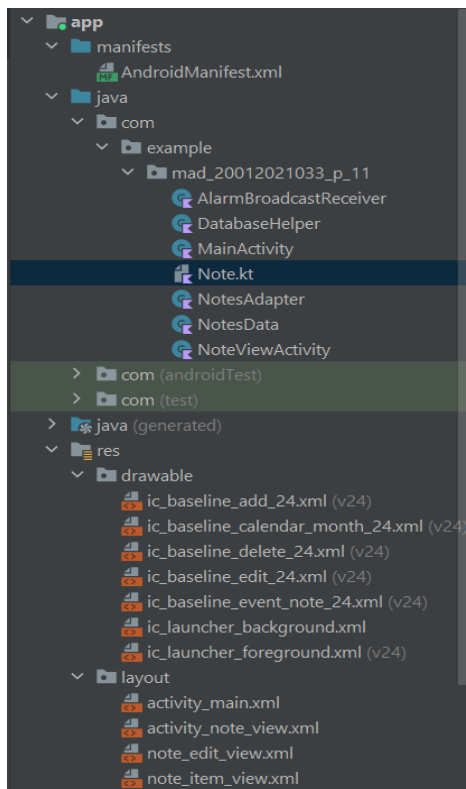 app
manifests
MF AndroidManifest.xml
java
com
example
mad_20012021033_p_11
AlarmBroadcastReceiver
DatabaseHelper
MainActivity
Note.kt
NotesAdapter
NotesData
NoteViewActivity
com (androidTest)
com (test)
java (generated)
res
drawable
ic_baseline_add_24.xml (v24)
ic_baseline_calendar_month_24.xml (v24)
ic_baseline_delete_24.xml (v24)
ic_baseline_edit_24.xml (v24)
ic_baseline_event_note_24.xml (v24)
ic_launcher_background.xml
ic_launcher_foreground.xml (v24)
layout
activity_main.xml
activity_note_view.xml
note_edit_view.xml
note_item_view.xml